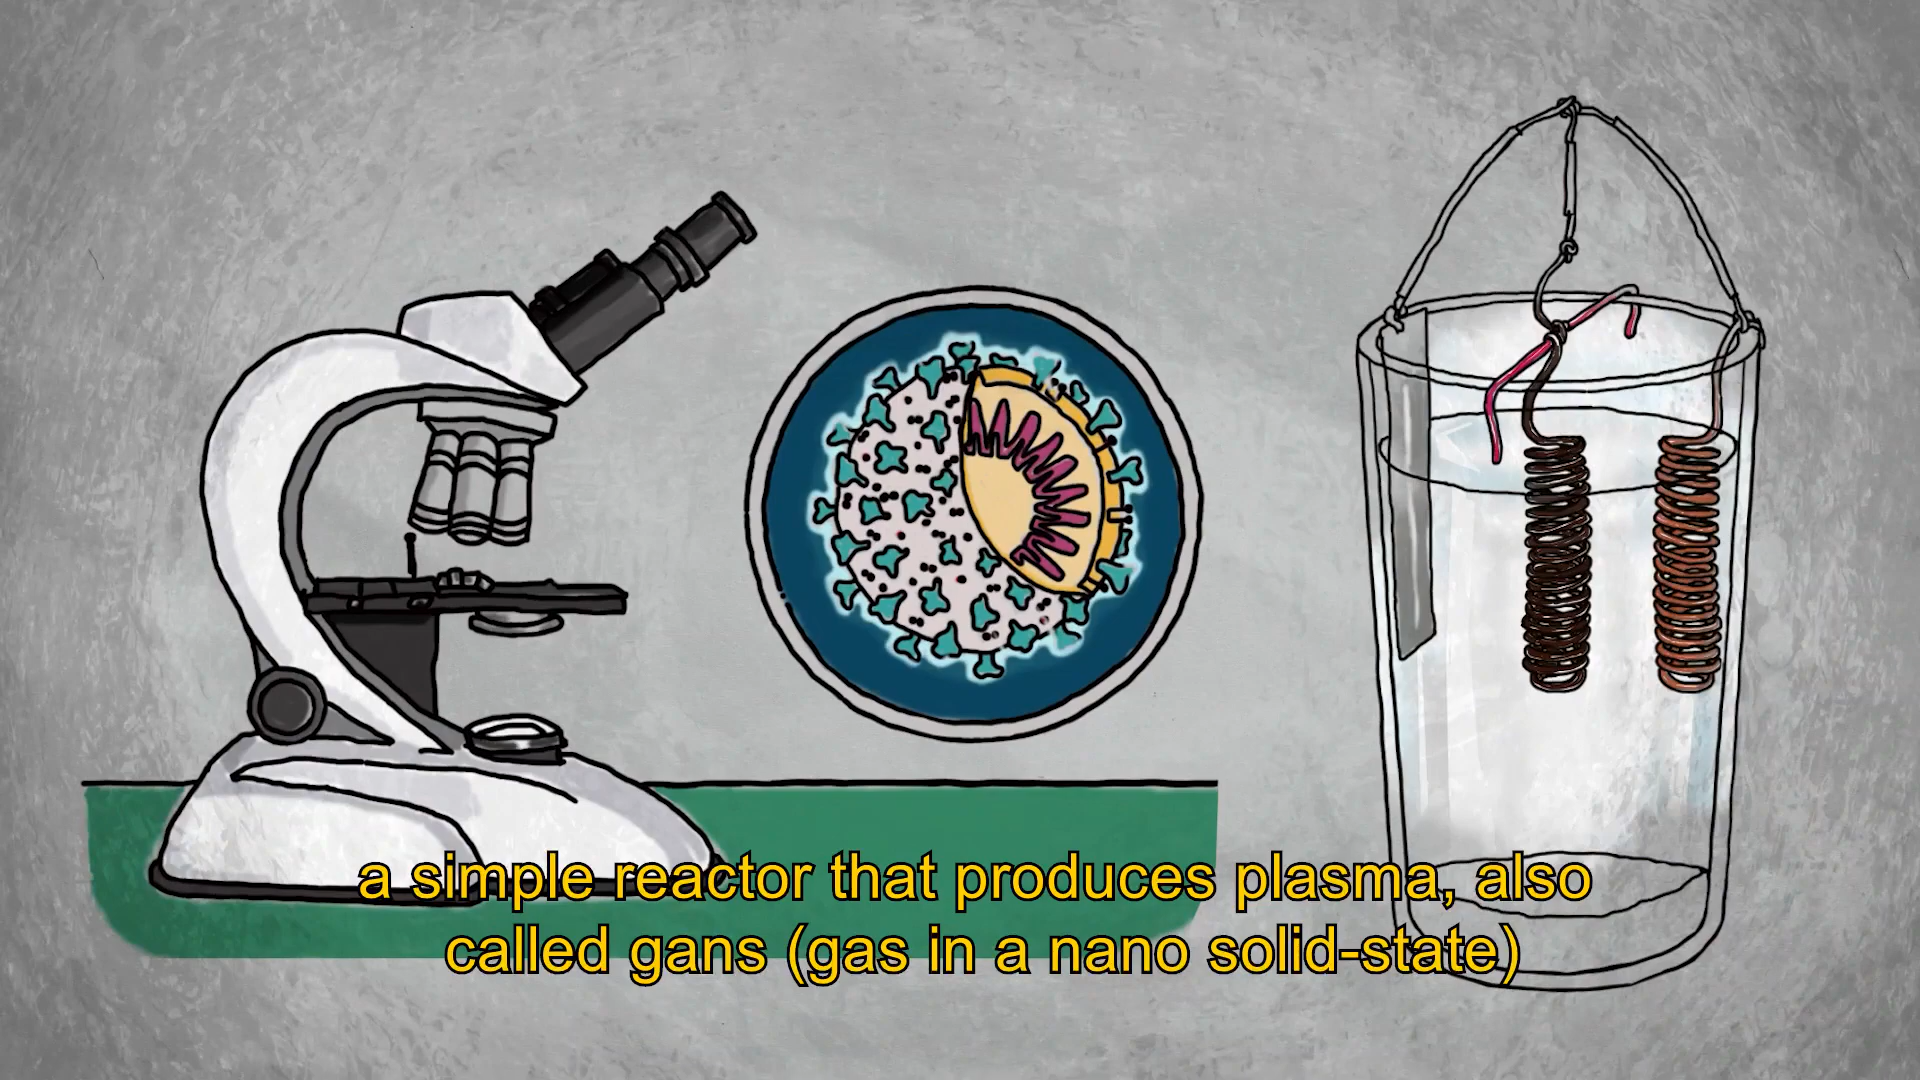 a simple reactor that produces plasma, also
called gans (gas in a nano solid-state)